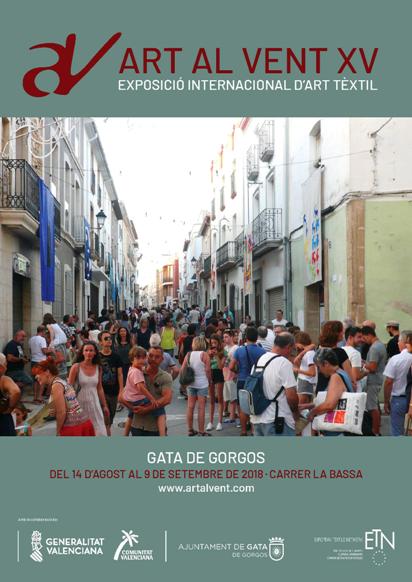 av
ART AL VENT XV
EXPOSICIÓ INTERNACIONAL D'ART TÈXTIL
GATA DE GORGOS
DEL 14 D'AGOST AL 9 DE SETEMBRE DE 2018 · CARRER LA BASSA
www.artalvent.com
GENERALITAT
VALENCIANA
COMUNITAT
VALENCIANA
AJUNTAMENT DE GATA
DE GORGOS
ETN